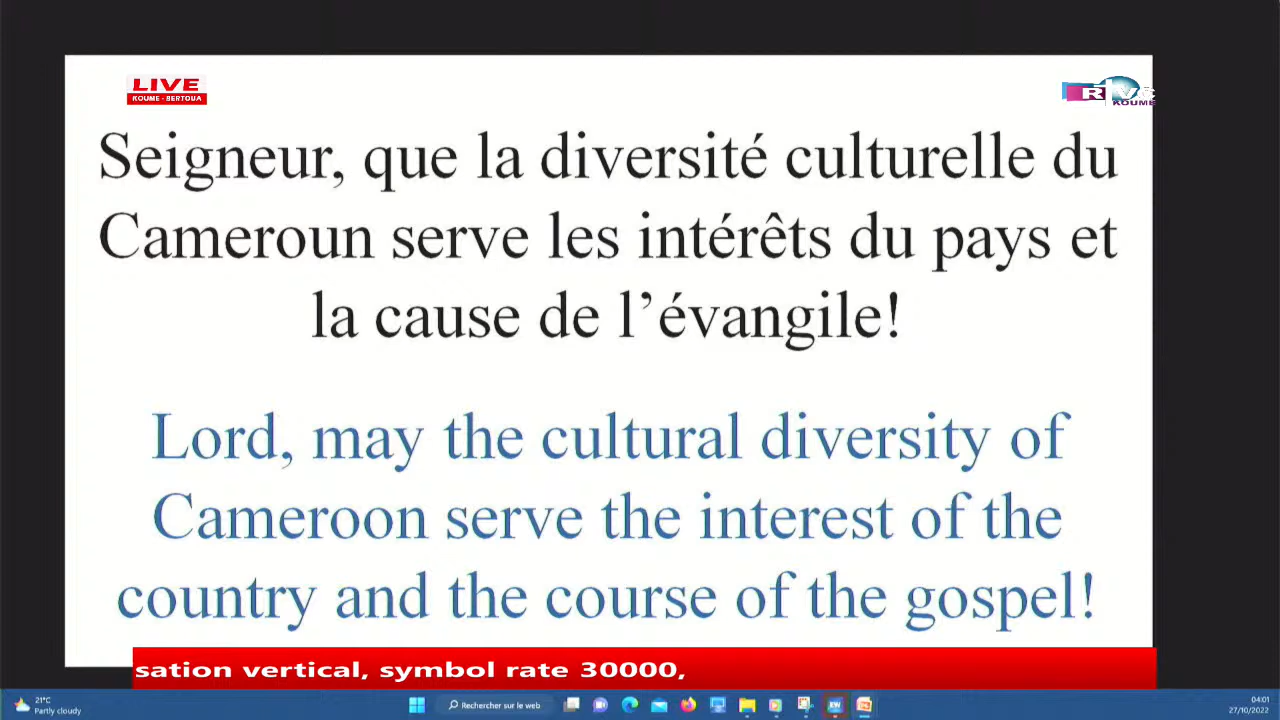 LIVE
KOUME - BERTOUA
RTVC
KOUME
Seigneur, que la diversité culturelle du
Cameroun serve les intérêts du pays et
la cause de l’évangile!
Lord, may the cultural diversity of
Cameroon serve the interest of the
country and the course of the gospel!
sation vertical, symbol rate 30000,
21°C
Partly cloudy
Rechercher sur le web
04:01
27/10/2022